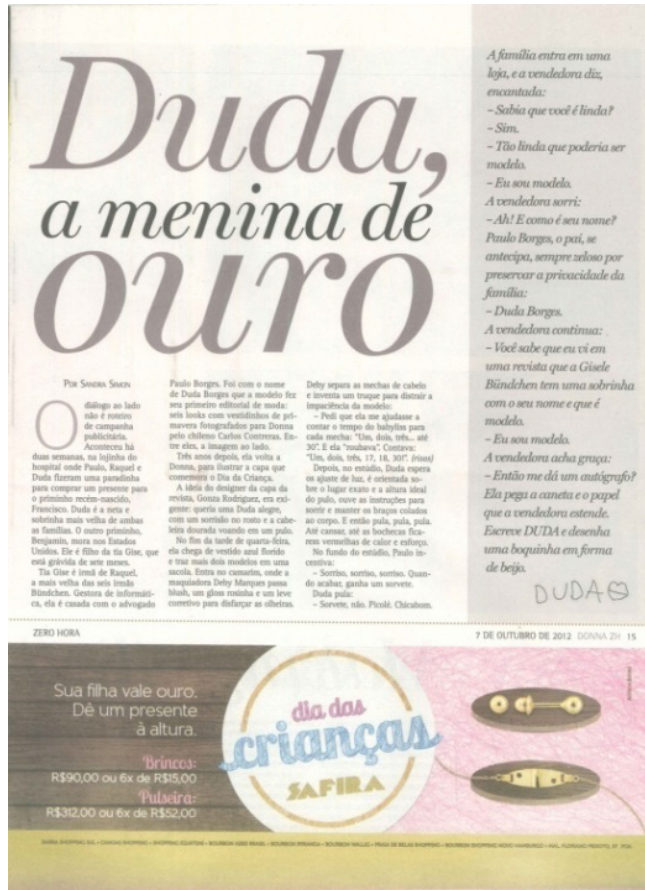 Duda,
a menina de
ouro
POR SANDRA SIMON
O diálogo ao lado
não é roteiro
de campanha
publicitária.
Aconteceu há
duas semanas, na lojinha do
hospital onde Paulo, Raquel e
Duda fizeram uma paradinha
para comprar um presente para
o priminho recém-nascido,
Francisco. Duda é a neta e
sobrinha mais velha de ambas
as famílias. O outro primeiro,
Benjamin, mora nos Estados
Unidos. Ele é filho da tia Gise, que
está grávida de sete meses.
Tia Gise é irmã de Raquel,
a mais velha das seis irmãs
Bündchen. Gestora de informáti-
ca, ela é casada com o advogado
Paulo Borges. Foi com o nome
de Duda Borges que a modelo fez
seu primeiro editorial de moda:
seis looks com vestidinhos de pri-
mavera fotografados para Donna
pelo chileno Carlos Contreras. En-
tre eles, a imagem ao lado.
Três anos depois, ela volta a
Donna, para ilustrar a capa que
comemora o Dia da Criança.
A ideia do designer da capa da
revista, Gonza Rodriguez, era exi-
gente: queria uma Duda alegre,
com um sorrisão no rosto e a cabe-
leira dourada voando em um pulo.
No fim da tarde de quarta-feira,
ela chega de vestido azul florido
e traz mais dois modelos em uma
sacola. Entra no camarim, onde a
maquiadora Deby Marques passa
blush, um gloss rosinha e um leve
corretivo para disfarçar as olheiras.
Deby separa as mechas de cabelo
e inventa um truque para distrair a
impaciência da modelo:
– Pedi que ela me ajudasse a
contar o tempo do babyliss para
cada mecha: "Um, dois, três... até
30". E ela "roubava". Contava:
"Um, dois, três, 17, 18, 30!". (risos)
Depois, no estúdio, Duda espera
os ajuste de luz, é orientada so-
bre o lugar exato e a altura ideal
do pulo, ouve as instruções para
sorrir e manter os braços colados
ao corpo. E então pula, pula, pula.
Até cansar, até as bochechas fica-
rem vermelhas de calor e esforço.
No fundo do estúdio, Paulo in-
centiva:
– Sorriso, sorriso, sorriso. Quan-
do acabar, ganha um sorvete.
Duda pula:
– Sorvete, não. Picolé. Chicabom.
A família entra em uma
loja, e a vendedora diz,
encantada:
– Sabia que você é linda?
– Sim.
– Tão linda que poderia ser
modelo.
– Eu sou modelo.
A vendedora sorri:
– Ah! E como é seu nome?
Paulo Borges, o pai, se
antecipa, sempre zeloso por
preservar a privacidade da
família:
– Duda Borges.
A vendedora continua:
– Você sabe que eu vi em
uma revista que a Gisele
Bündchen tem uma sobrinha
com o seu nome e que é
modelo.
– Eu sou modelo.
A vendedora acha graça:
– Então me dá um autógrafo?
Ela pega a caneta e o papel
que a vendedora estende.
Escreve DUDA e desenha
uma boquinha em forma
de beijo.
DUDA
ZERO HORA
7 DE OUTUBRO DE 2012 DONNA ZH 15
Sua filha vale ouro.
Dê um presente
à altura.
Brincos:
R$90,00 ou 6x de R$15,00
Pulseira:
R$312,00 ou 6x de R$52,00
dia das
crianças
SAFIRA